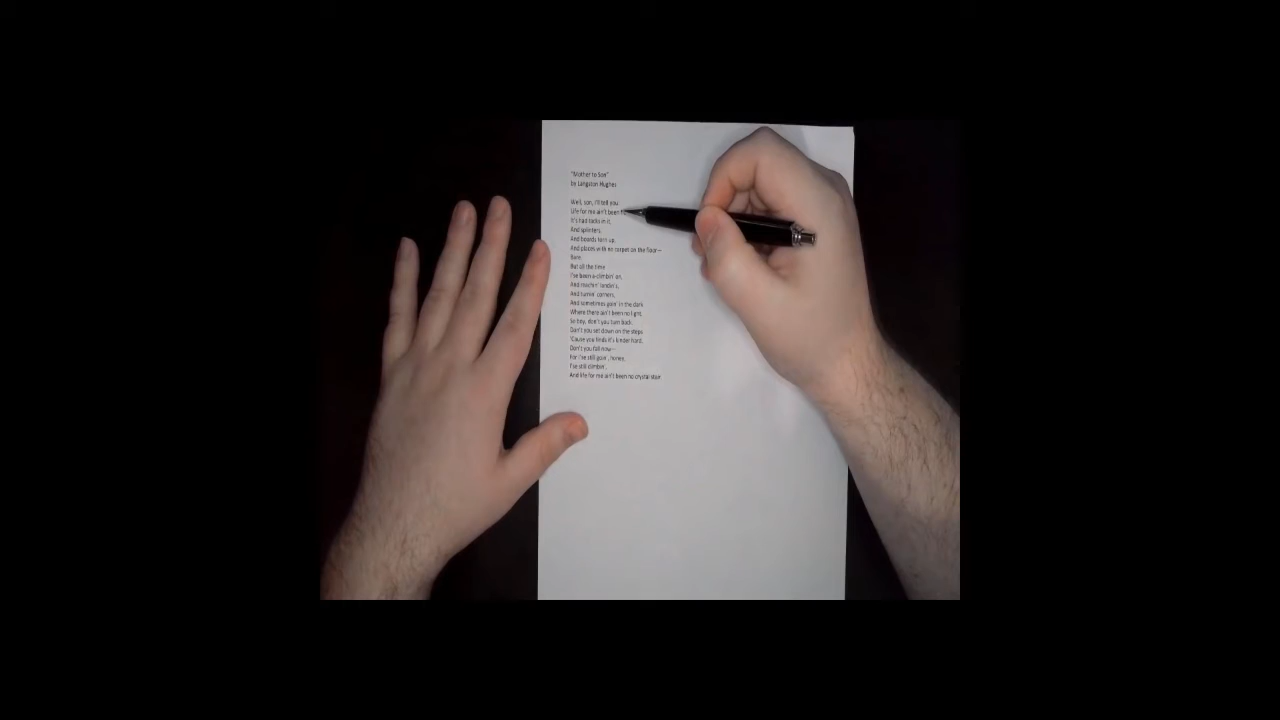 "Mother to Son"
by Langston Hughes
Well, son, I'll tell you
Life for me ain't been
It's had tacks in it,
And splinters,
And boards torn up,
And places with no carpet on the floor—
Bare.
But all the time
I'se been a-climbin' on,
And reachin' landin's,
And turnin' corners,
And sometimes goin' in the dark
Where there ain't been no light.
So boy, don't you turn back.
Don't you set down on the steps
'Cause you finds it's kinder hard.
Don't you fall now—
For I'se still goin', honey,
I'se still climbin',
And life for me ain't been no crystal stair